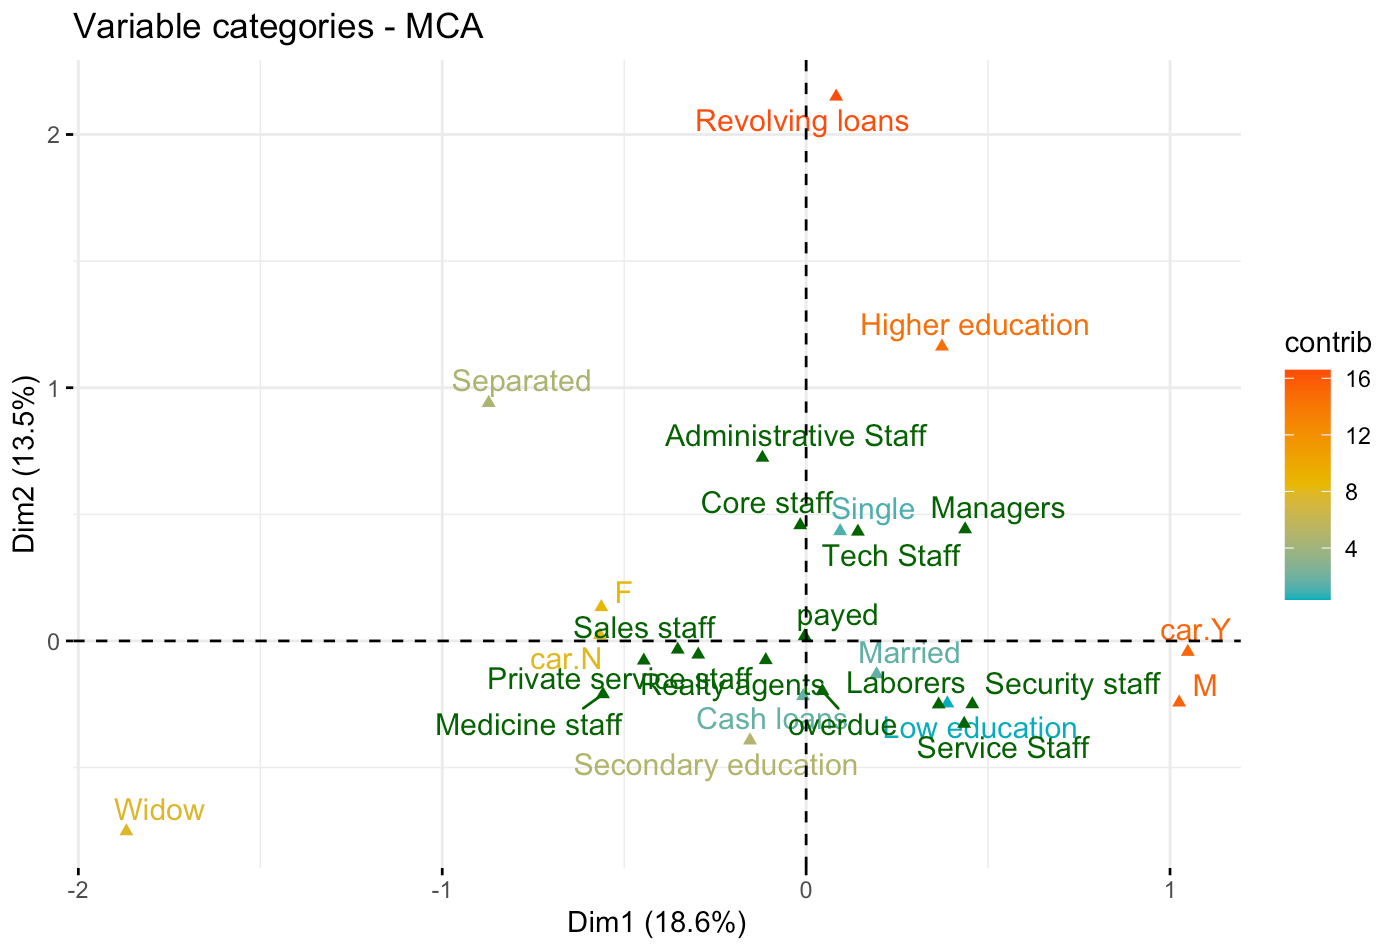 Variable categories - MCA
Revolving loans
Higher education
Separated
Administrative Staff
Core staff
Single
Managers
Tech Staff
F
payed
Sales staff
car.Y
car.N
Married
Private service staff
Realty agents
Laborers
Security staff
M
Medicine staff
Cash loans
overdue
Low education
Service Staff
Secondary education
Widow
2
1
0
-2
-1
0
1
Dim1 (18.6%)
Dim2 (13.5%)
contrib
16
12
8
4